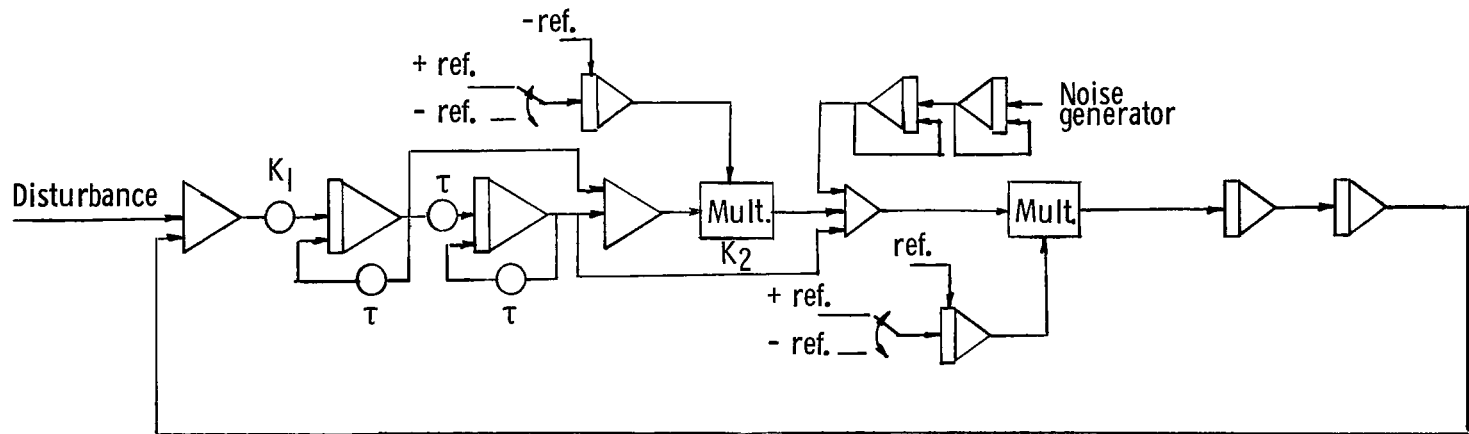 - ref.
+ ref.
- ref.
Noise
generator
K1
τ
Disturbance
Mult.
K2
Mult.
τ
τ
ref.
+ ref.
- ref.